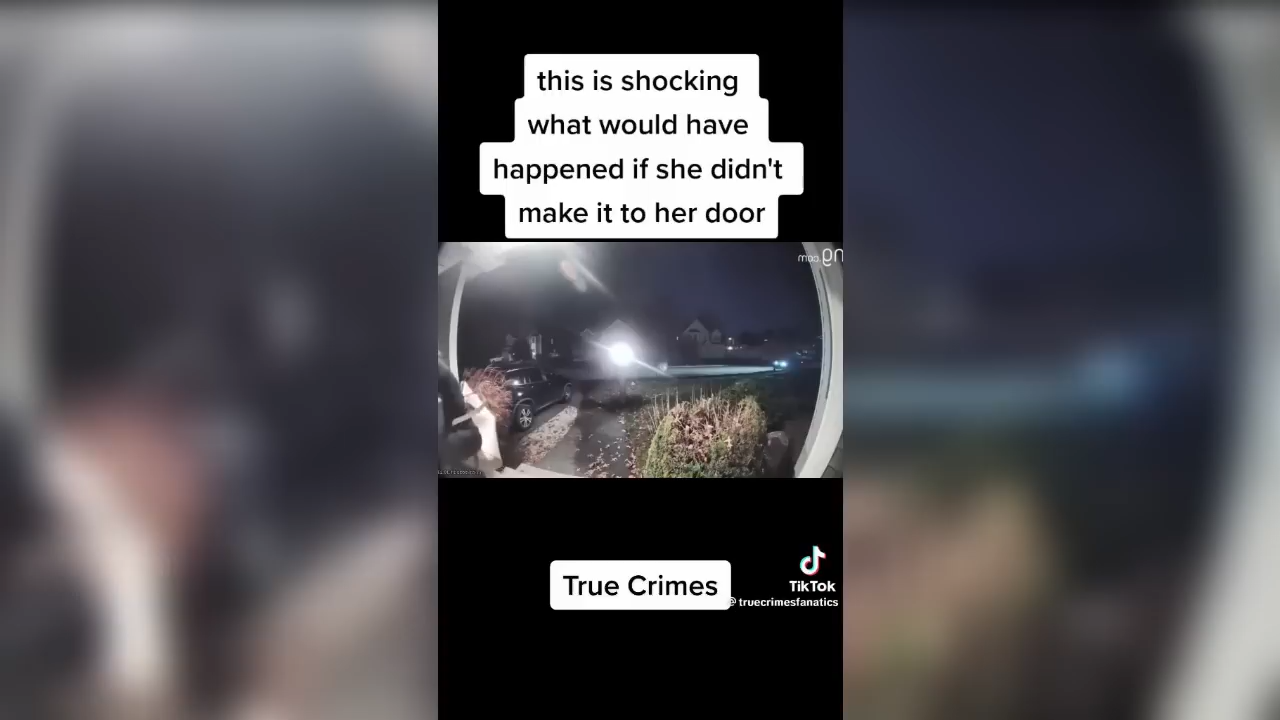 this is shocking
what would have
happened if she didn't
make it to her door
True Crimes
TikTok
@ truecrimesfanatics